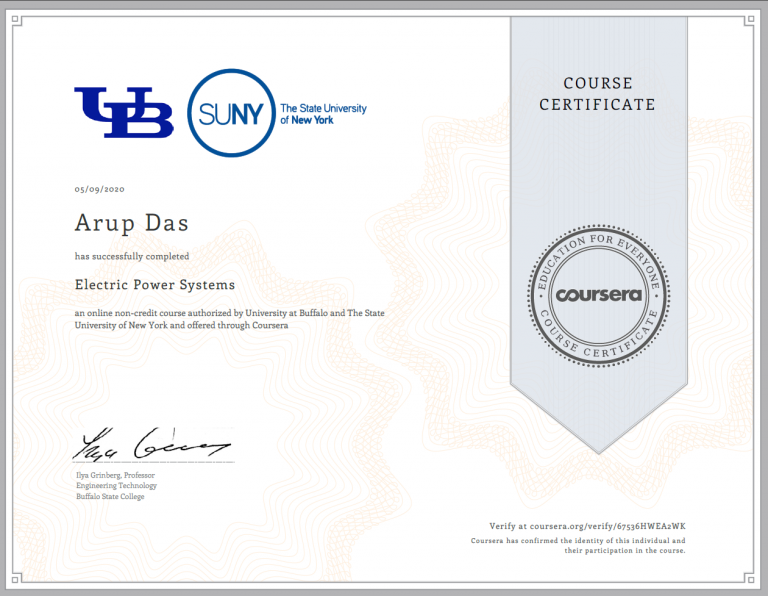 UB
SUNY
The State University
of New York
COURSE
CERTIFICATE
05/09/2020
Arup Das
has successfully completed
Electric Power Systems
an online non-credit course authorized by University at Buffalo and The State
University of New York and offered through Coursera
EDUCATION FOR EVERYONE
coursera
COURSE CERTIFICATE
Ilya Grinberg
Ilya Grinberg, Professor
Engineering Technology
Buffalo State College
Verify at coursera.org/verify/67536HWEA2WK
Coursera has confirmed the identity of this individual and
their participation in the course.